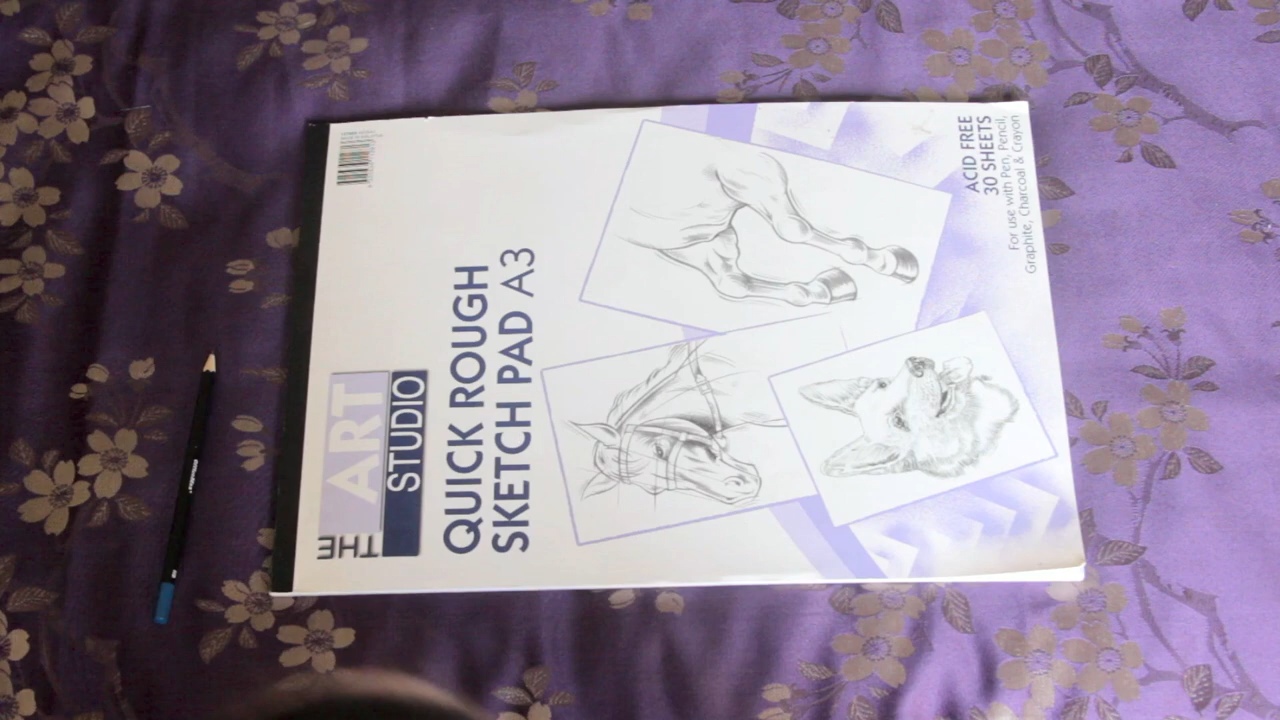 THE
ART
STUDIO
QUICK ROUGH
SKETCH PAD A3
ACID FREE
30 SHEETS
For use with Pen, Pencil,
Graphite, Charcoal & Crayon